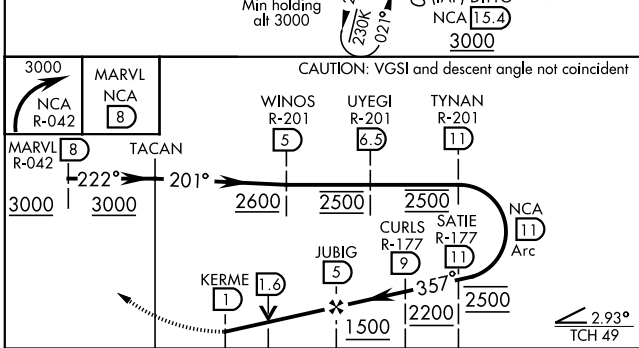 Min holding
alt 3000
230K
021°
NCA 15.4
3000
3000
NCA
R-042
MARVL
NCA
8
CAUTION: VGSI and descent angle not coincident
WINOS
R-201
5
UYEGI
R-201
6.5
TYNAN
R-201
11
MARVL
R-042
8
TACAN
222°
201°
3000
3000
2600
2500
2500
NCA
11
Arc
CURLS
R-177
9
SATIE
R-177
11
JUBIG
5
KERME
1
1.6
357°
1500
2200
2500
2.93°
TCH 49